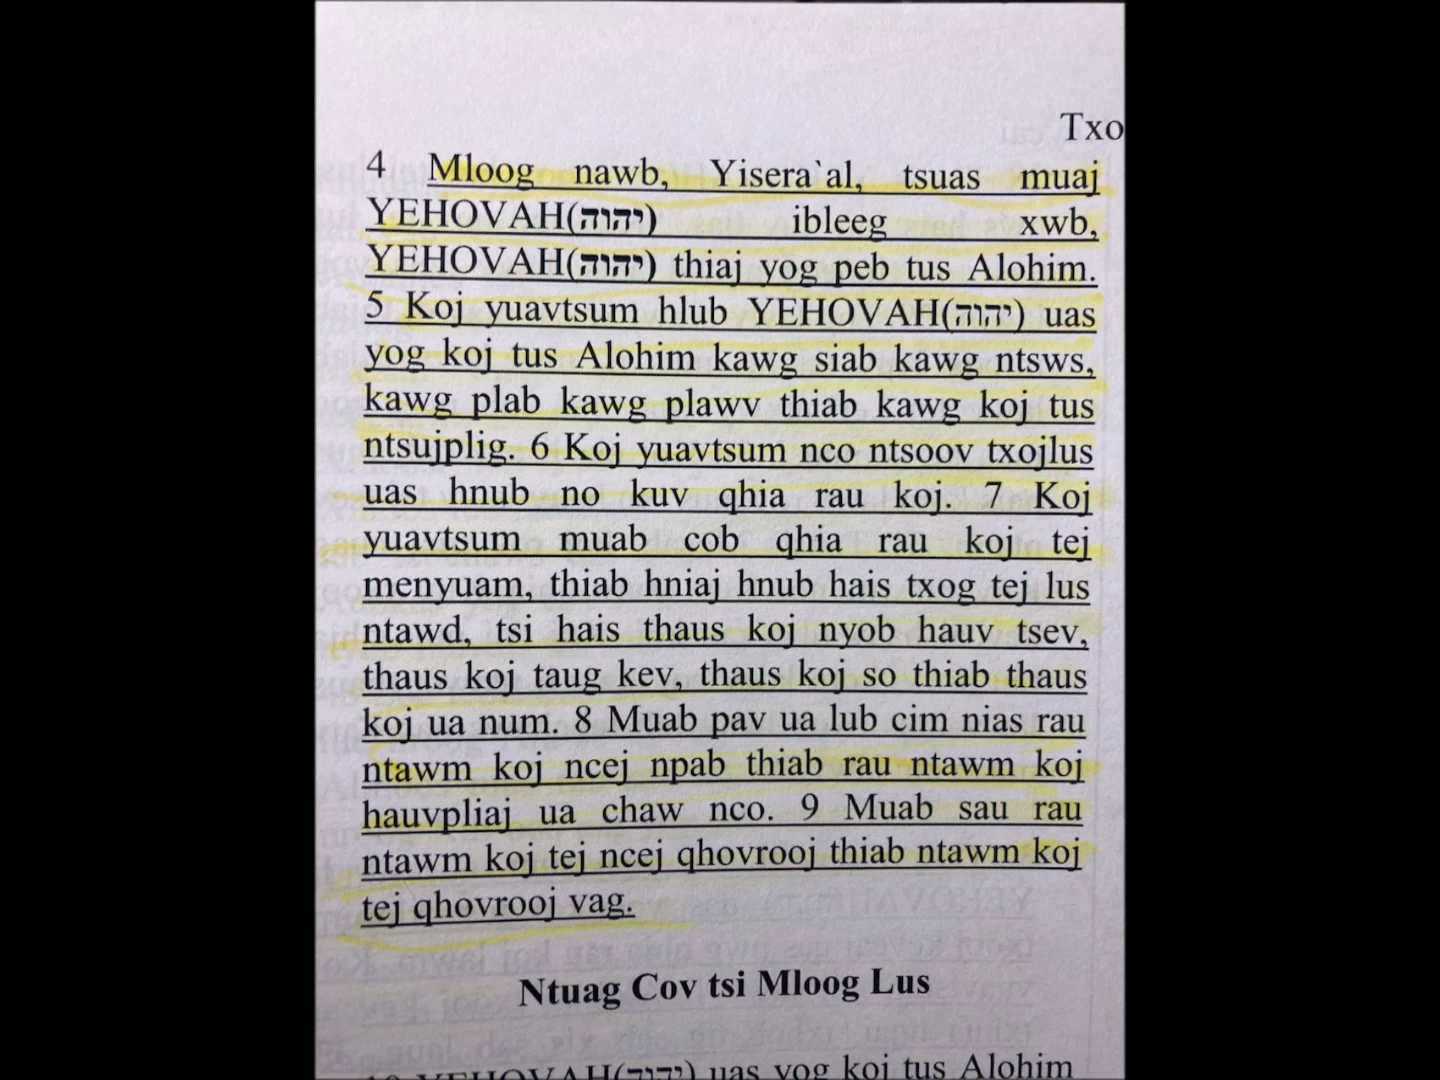 Txo
4 Mloog nawb, Yisera`al, tsuas muaj
YEHOVAH(יהוה) ibleeg xwb,
YEHOVAH(יהוה) thiaj yog peb tus Alohim.
5 Koj yuavtsum hlub YEHOVAH(יהוה) uas
yog koj tus Alohim kawg siab kawg ntsws,
kawg plab kawg plawv thiab kawg koj tus
ntsujplig. 6 Koj yuavtsum nco ntsoov txojlus
uas hnub no kuv qhia rau koj. 7 Koj
yuavtsum muab cob qhia rau koj tej
menyuam, thiab hniaj hnub hais txog tej lus
ntawd, tsi hais thaus koj nyob hauv tsev,
thaus koj taug kev, thaus koj so thiab thaus
koj ua num. 8 Muab pav ua lub cim nias rau
ntawm koj ncej npab thiab rau ntawm koj
hauvpliaj ua chaw nco. 9 Muab sau rau
ntawm koj tej ncej qhovrooj thiab ntawm koj
tej qhovrooj vag.
Ntuag Cov tsi Mloog Lus
10 YEHOVAH(יהוה) uas yog koj tus Alohim